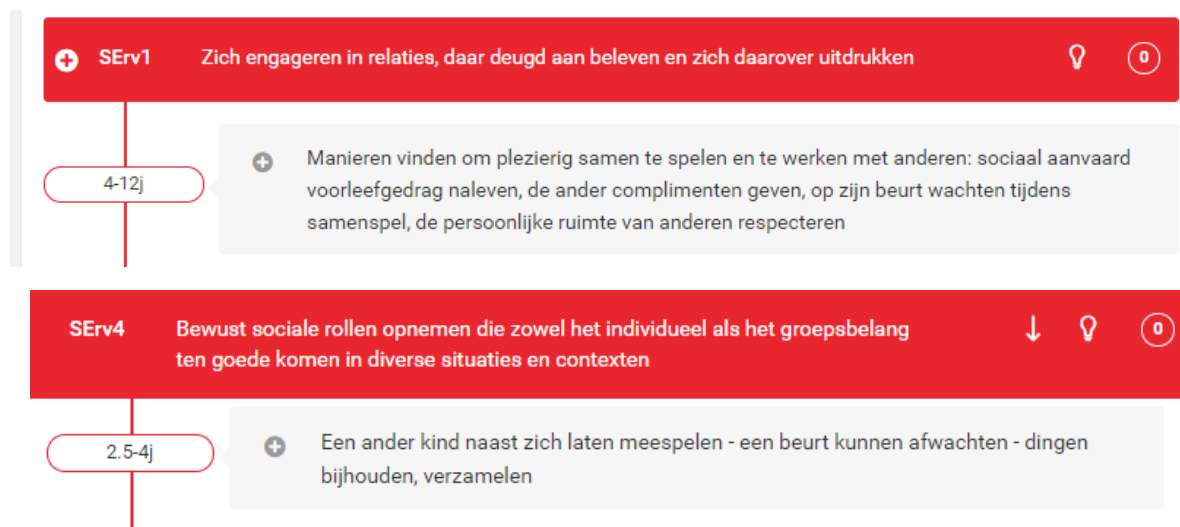 SErv1 Zich engageren in relaties, daar deugd aan beleven en zich daarover uitdrukken 0
4-12j
Manieren vinden om plezierig samen te spelen en te werken met anderen: sociaal aanvaard
voorleefgedrag naleven, de ander complimenten geven, op zijn beurt wachten tijdens
samenspel, de persoonlijke ruimte van anderen respecteren
SErv4 Bewust sociale rollen opnemen die zowel het individueel als het groepsbelang 0
ten goede komen in diverse situaties en contexten
2.5-4j
Een ander kind naast zich laten meespelen - een beurt kunnen afwachten - dingen
bijhouden, verzamelen